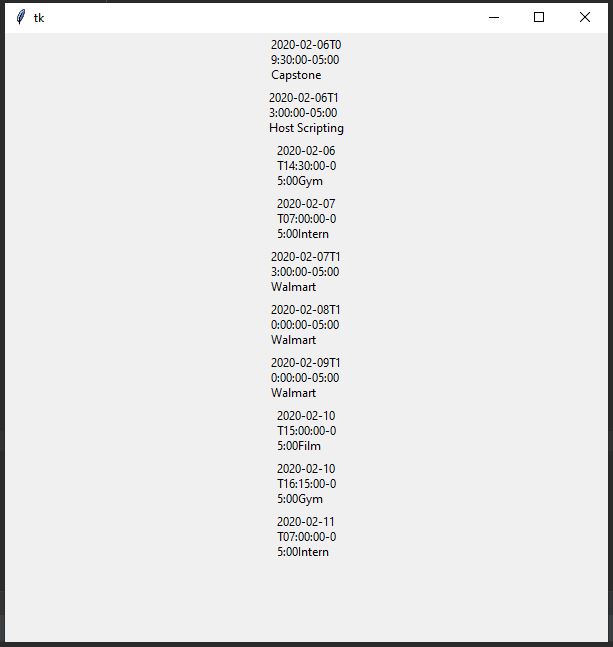 tk
2020-02-06T0
9:30:00-05:00
Capstone
2020-02-06T1
3:00:00-05:00
Host Scripting
2020-02-06
T14:30:00-0
5:00Gym
2020-02-07
T07:00:00-0
5:00Intern
2020-02-07T1
3:00:00-05:00
Walmart
2020-02-08T1
0:00:00-05:00
Walmart
2020-02-09T1
0:00:00-05:00
Walmart
2020-02-10
T15:00:00-0
5:00Film
2020-02-10
T16:15:00-0
5:00Gym
2020-02-11
T07:00:00-0
5:00Intern